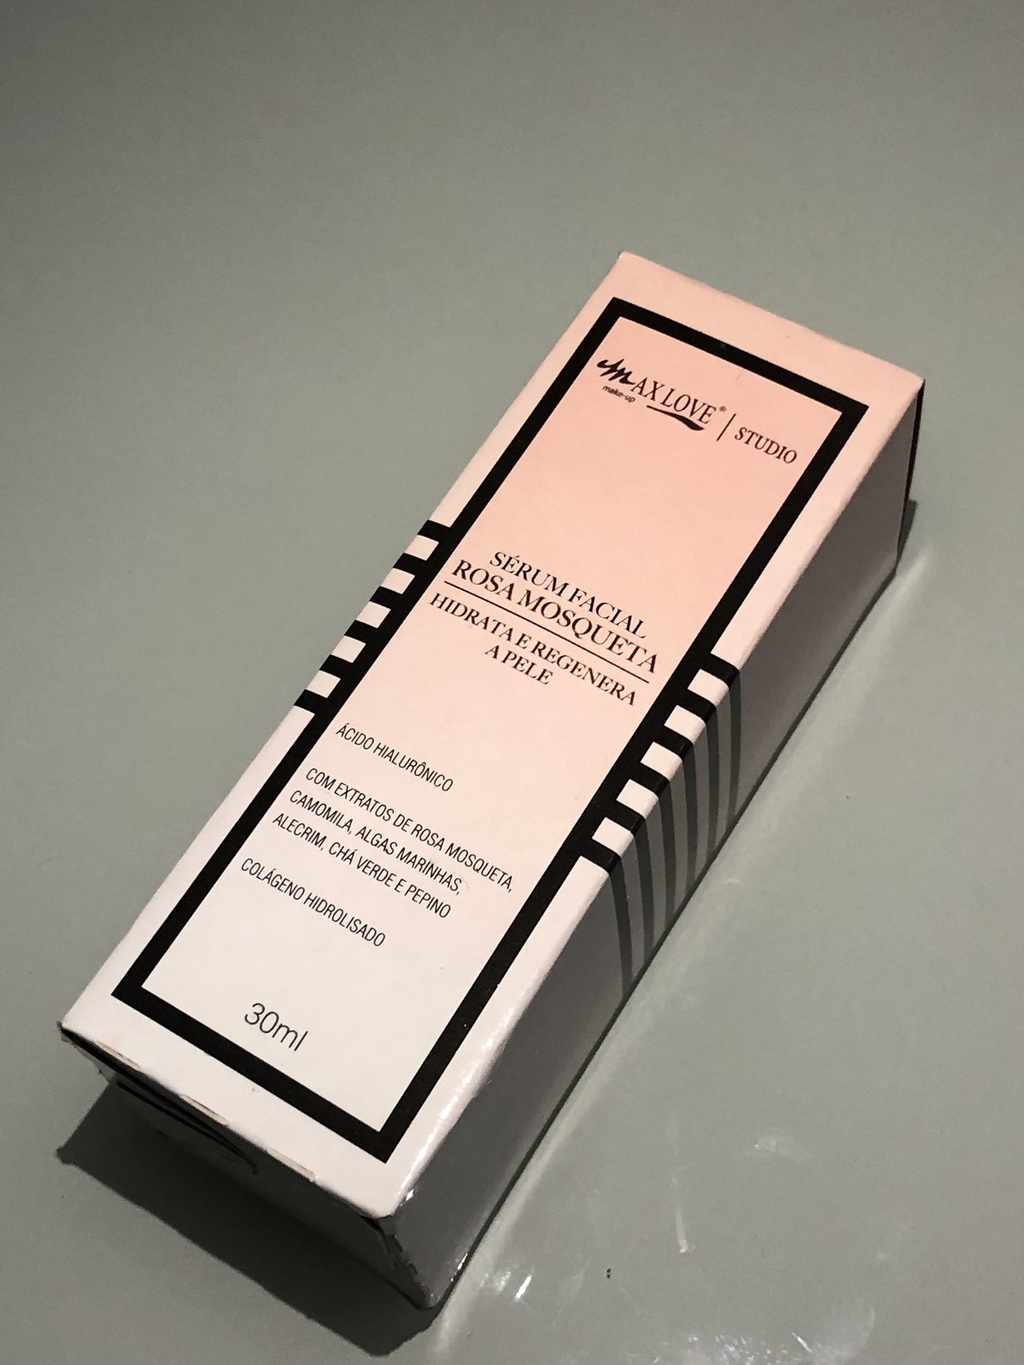 MAX LOVE® | STUDIO
make-up
SÉRUM FACIAL
ROSA MOSQUETA
HIDRATA E REGENERA
A PELE
ÁCIDO HIALURÔNICO
COM EXTRATOS DE ROSA MOSQUETA,
CAMOMILA, ALGAS MARINHAS,
ALECRIM, CHÁ VERDE E PEPINO
COLÁGENO HIDROLISADO
30ml